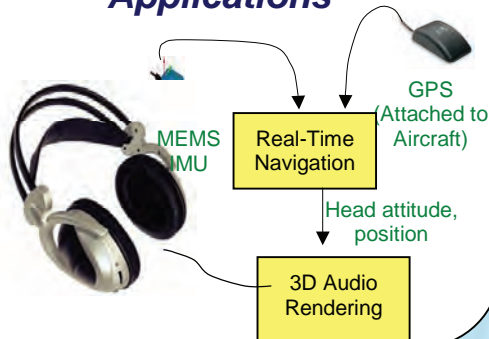 Applications
GPS
(Attached to
Aircraft)
MEMS
IMU
Real-Time
Navigation
Head attitude,
position
3D Audio
Rendering